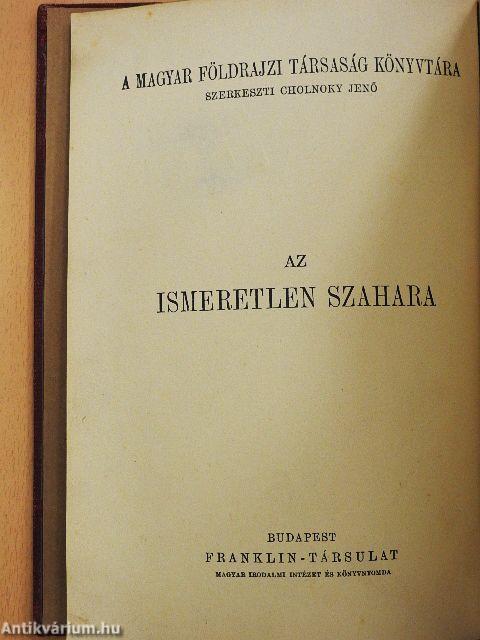 A MAGYAR FÖLDRAJZI TÁRSASÁG KÖNYVTÁRA
SZERKESZTI CHOLNOKY JENŐ
AZ
ISMERETLEN SZAHARA
BUDAPEST
FRANKLIN-TÁRSULAT
MAGYAR IRODALMI INTÉZET ÉS KÖNYVNYOMDA
Antikvárium.hu